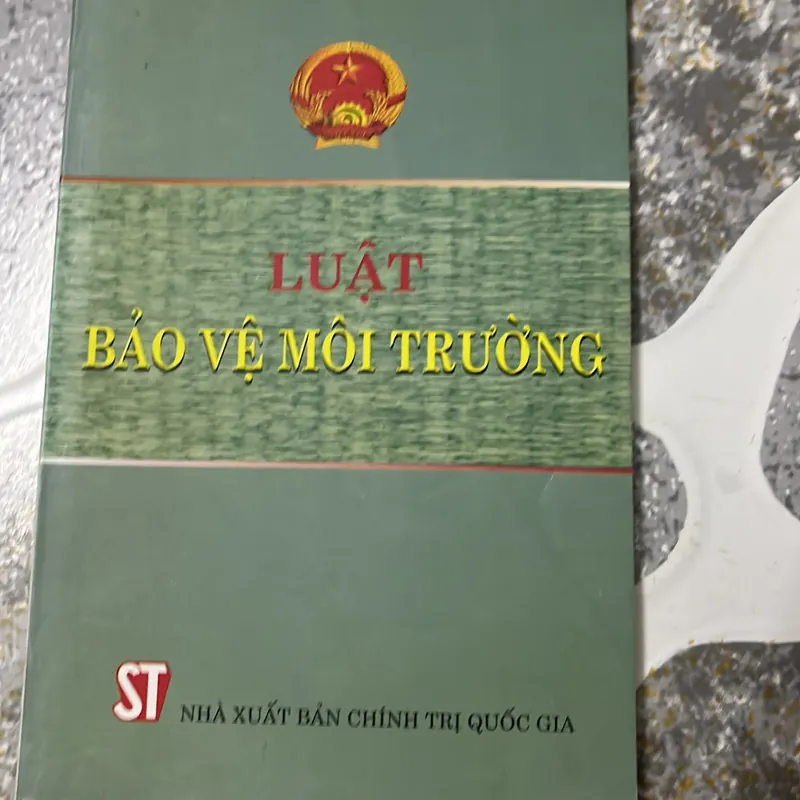 LUẬT
BẢO VỆ MÔI TRƯỜNG
ST NHÀ XUẤT BẢN CHÍNH TRỊ QUỐC GIA